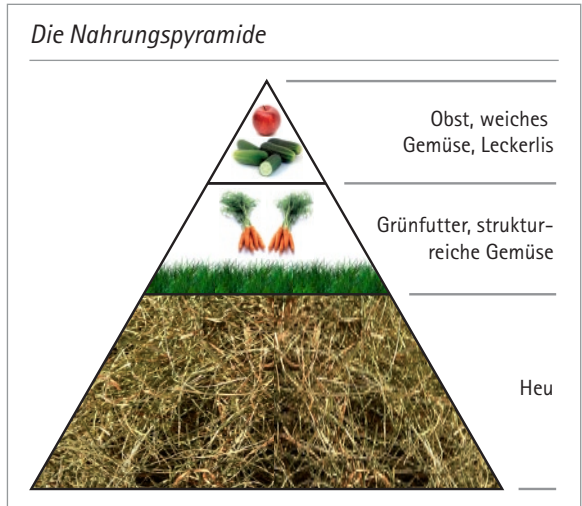 Die Nahrungspyramide
Obst, weiches
Gemüse, Leckerlis
Grünfutter, struktur-
reiche Gemüse
Heu